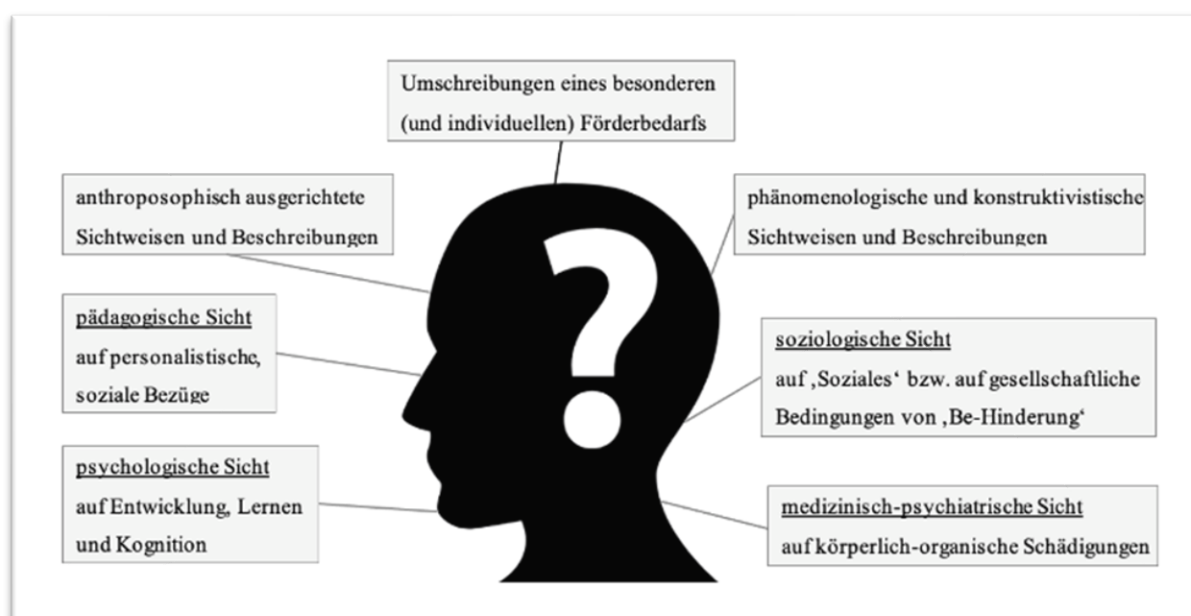 Umschreibungen eines besonderen
(und individuellen) Förderbedarfs
anthroposophisch ausgerichtete
Sichtweisen und Beschreibungen
phänomenologische und konstruktivistische
Sichtweisen und Beschreibungen
pädagogische Sicht
auf personalistische,
soziale Bezüge
soziologische Sicht
auf ‚Soziales‘ bzw. auf gesellschaftliche
Bedingungen von ‚Be-Hinderung‘
psychologische Sicht
auf Entwicklung, Lernen
und Kognition
medizinisch-psychiatrische Sicht
auf körperlich-organische Schädigungen
?